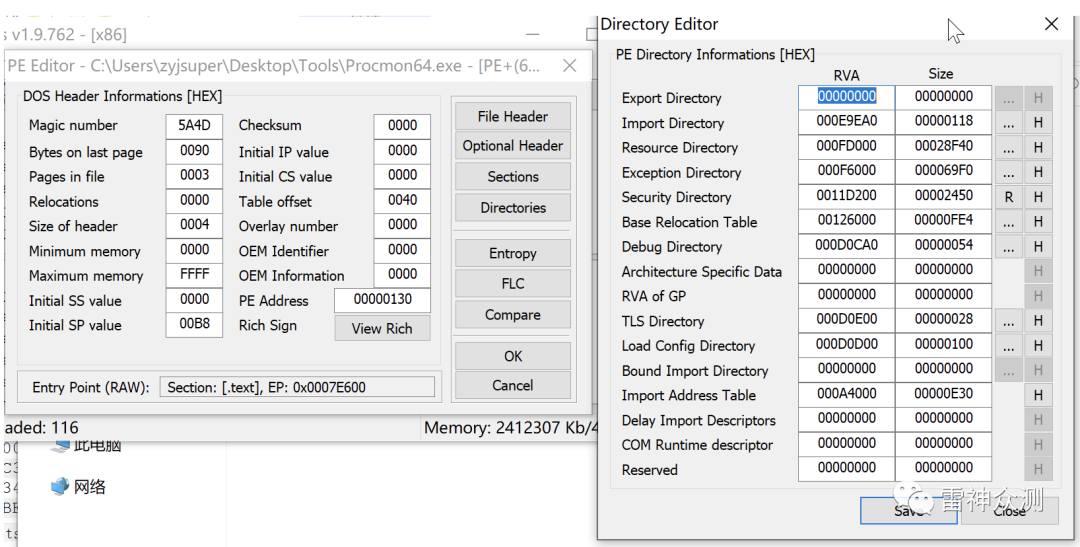 s v1.9.762 - [x86]
PE Editor - C:\Users\zyjsuper\Desktop\Tools\Procmon64.exe - [PE+(6...
DOS Header Informations [HEX]
Magic number 5A4D Checksum 0000
Bytes on last page 0090 Initial IP value 0000
Pages in file 0003 Initial CS value 0000
Relocations 0000 Table offset 0040
Size of header 0004 Overlay number 0000
Minimum memory 0000 OEM Identifier 0000
Maximum memory FFFF OEM Information 0000
Initial SS value 0000 PE Address 00000130
Initial SP value 00B8 Rich Sign View Rich
Entry Point (RAW): Section: [.text], EP: 0x0007E600
File Header
Optional Header
Sections
Directories
Entropy
FLC
Compare
OK
Cancel
aded: 116 Memory: 2412307 Kb/4
此电脑
网络
Directory Editor
PE Directory Informations [HEX]
RVA Size
Export Directory 00000000 00000000 ... H
Import Directory 000E9EA0 00000118 ... H
Resource Directory 000FD000 00028F40 ... H
Exception Directory 000F6000 000069F0 ... H
Security Directory 0011D200 00002450 R H
Base Relocation Table 00126000 00000FE4 ... H
Debug Directory 000D0CA0 00000054 ... H
Architecture Specific Data 00000000 00000000 H
RVA of GP 00000000 00000000 H
TLS Directory 000D0E00 00000028 ... H
Load Config Directory 000D0D00 00000100 ... H
Bound Import Directory 00000000 00000000 ... H
Import Address Table 000A4000 00000E30 H
Delay Import Descriptors 00000000 00000000 H
COM Runtime descriptor 00000000 00000000 H
Reserved 00000000 00000000 H
Save Close
雷神众测